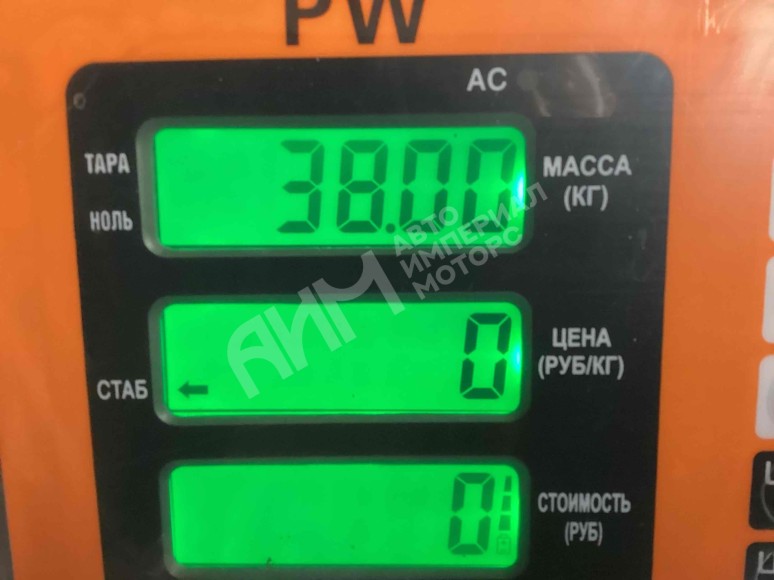 PW
AC
ТАРА
НОЛЬ
38.00
МАССА
(КГ)
АИМ
АВТО
ИМПЕРИАЛ
МОТОРС
СТАБ
0
ЦЕНА
(РУБ/КГ)
0
СТОИМОСТЬ
(РУБ)